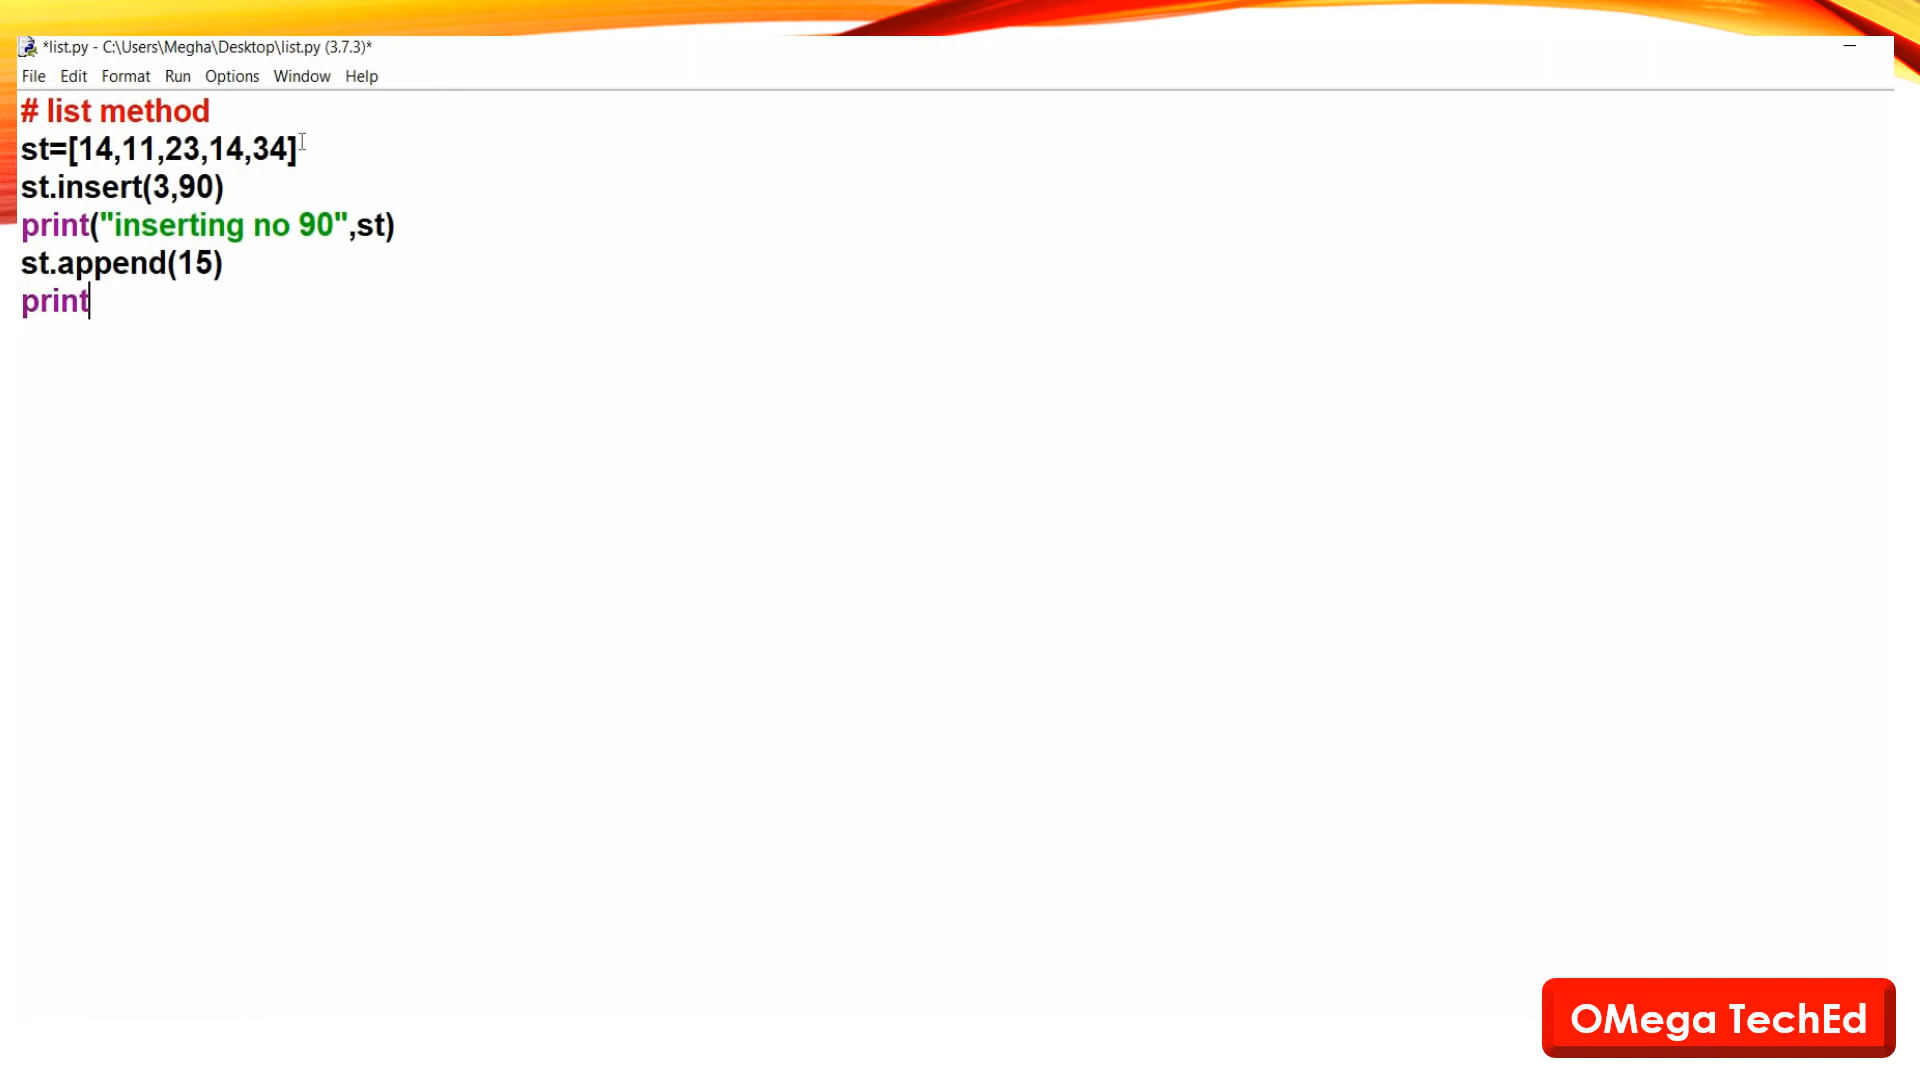 *list.py - C:\Users\Megha\Desktop\list.py (3.7.3)*
File Edit Format Run Options Window Help
# list method
st=[14,11,23,14,34]
st.insert(3,90)
print("inserting no 90",st)
st.append(15)
print
OMega TechEd